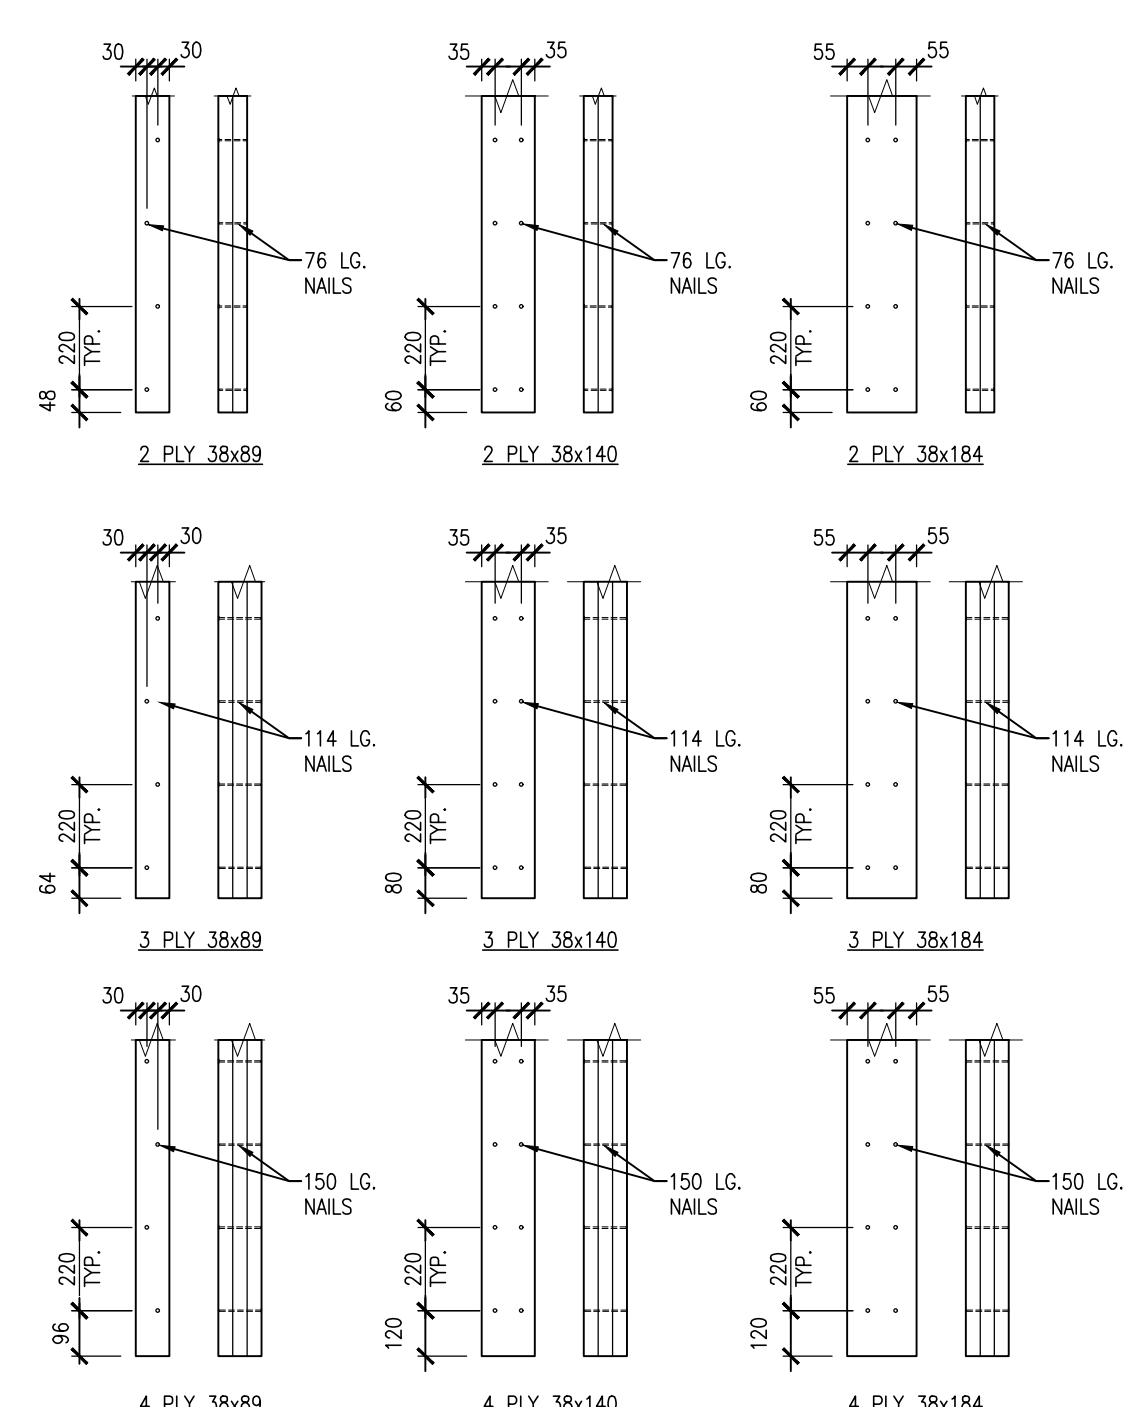 30 30
35 35
55 55
76 LG.
NAILS
76 LG.
NAILS
76 LG.
NAILS
220
TYP.
48
220
TYP.
60
220
TYP.
60
2 PLY 38x89
2 PLY 38x140
2 PLY 38x184
30 30
35 35
55 55
114 LG.
NAILS
114 LG.
NAILS
114 LG.
NAILS
220
TYP.
64
220
TYP.
80
220
TYP.
80
3 PLY 38x89
3 PLY 38x140
3 PLY 38x184
30 30
35 35
55 55
150 LG.
NAILS
150 LG.
NAILS
150 LG.
NAILS
220
TYP.
96
220
TYP.
120
220
TYP.
120
4 PLY 38x89
4 PLY 38x140
4 PLY 38x184